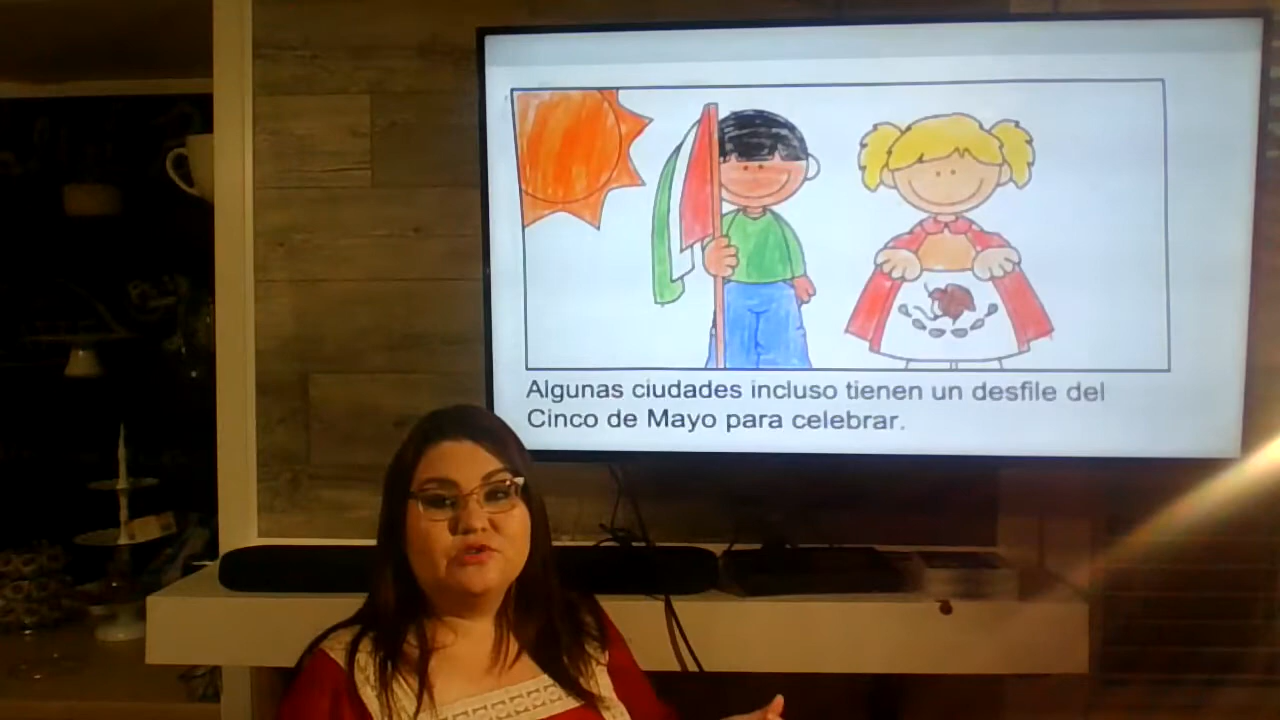 Algunas ciudades incluso tienen un desfile del
Cinco de Mayo para celebrar.